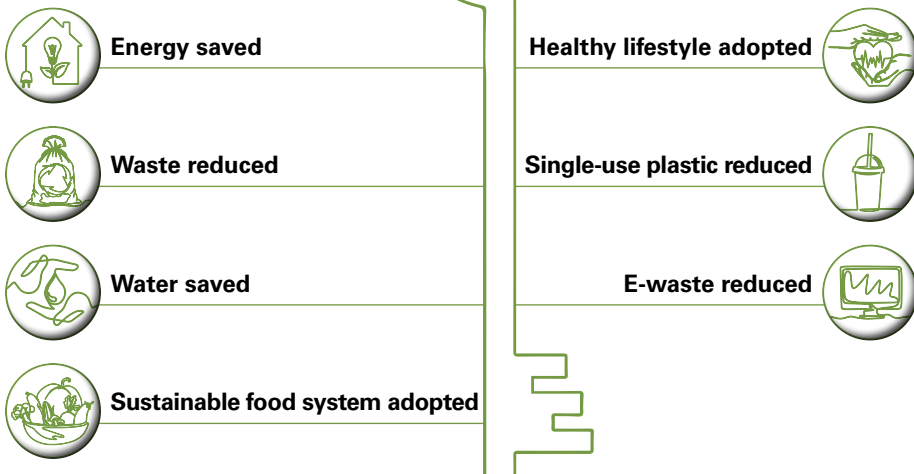 Energy saved
Waste reduced
Water saved
Sustainable food system adopted
Healthy lifestyle adopted
Single-use plastic reduced
E-waste reduced